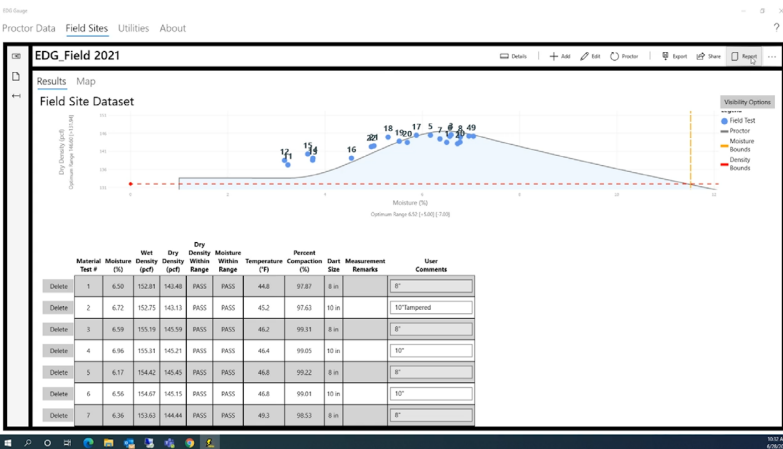 EDG Gauge
Proctor Data Field Sites Utilities About
?
EDG_Field 2021
Details Add Edit Proctor Export Share Report
Results Map
Field Site Dataset
Visibility Options
Field Test
Proctor
Moisture
Bounds
Density
Bounds
Dry Density (pcf)
18 17 5
16
Moisture (%)
Material Test # Moisture (%) Wet Density (pcf) Dry Density (pcf) Dry Density Within Range Moisture Within Range Temperature (°F) Percent Compaction (%) Dart Size Measurement Remarks User Comments
Delete 1 6.50 152.81 143.48 PASS PASS 44.8 97.87 8 in 8"
Delete 2 6.72 152.75 143.13 PASS PASS 45.2 97.63 10 in 10"Tampered
Delete 3 6.59 155.19 145.59 PASS PASS 46.2 99.31 8 in 8"
Delete 4 6.96 155.31 145.21 PASS PASS 46.4 99.05 10 in 10"
Delete 5 6.17 154.42 145.45 PASS PASS 46.8 99.22 8 in 8"
Delete 6 6.56 154.67 145.15 PASS PASS 46.8 99.01 10 in 10"
Delete 7 6.36 153.63 144.44 PASS PASS 49.3 98.53 8 in 8"